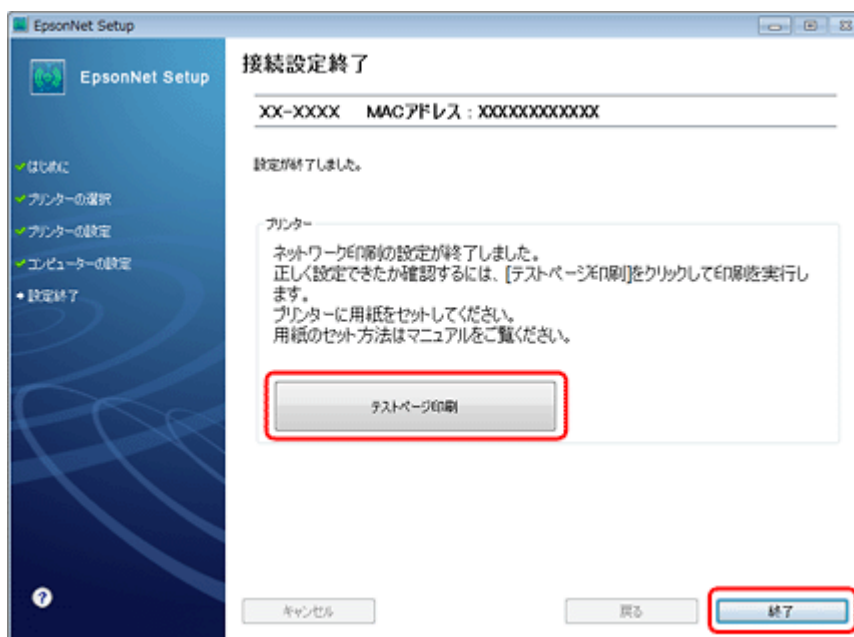 EpsonNet Setup
EpsonNet Setup
はじめに
プリンターの選択
プリンターの設定
コンピューターの設定
設定終了
接続設定終了
XX-XXXX MACアドレス：XXXXXXXXXXXX
設定が終了しました。
プリンター
ネットワーク印刷の設定が終了しました。
正しく設定できたか確認するには、[テストページ印刷]をクリックして印刷を実行し
ます。
プリンターに用紙をセットしてください。
用紙のセット方法はマニュアルをご覧ください。
テストページ印刷
?
キャンセル
戻る
終了